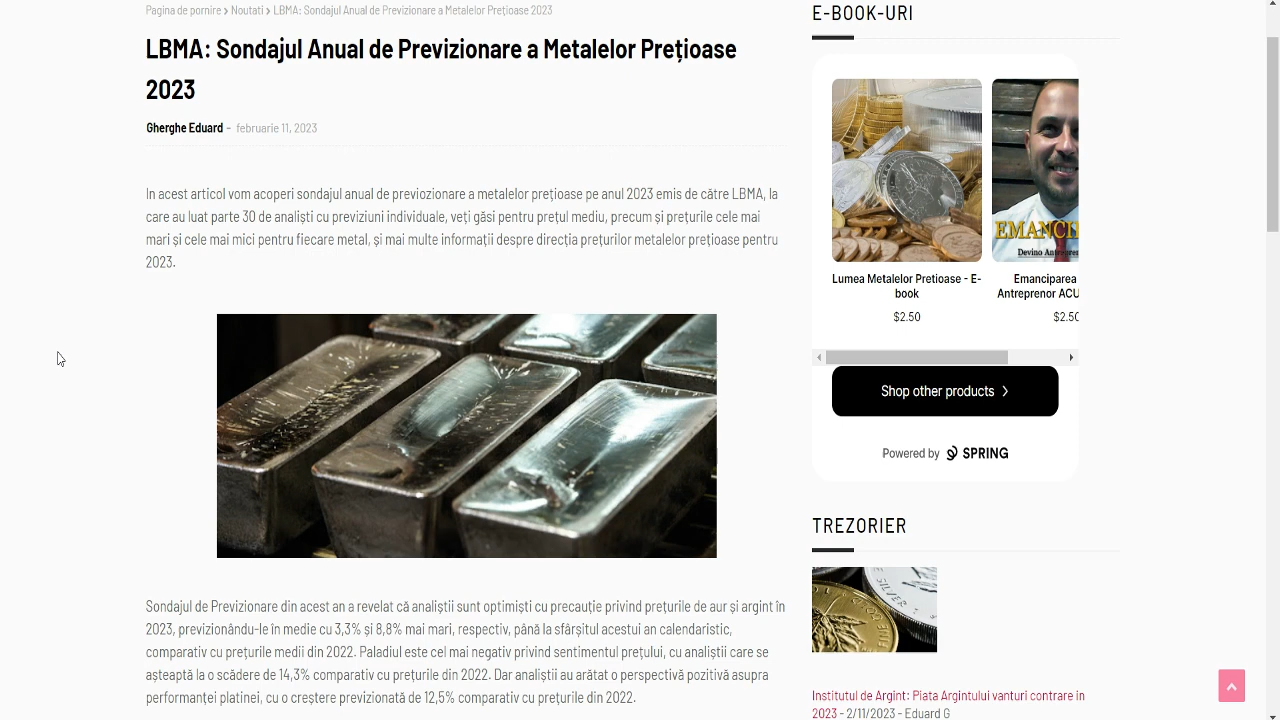 Pagina de pornire > Noutati > LBMA: Sondajul Anual de Previzionare a Metalelor Prețioase 2023
LBMA: Sondajul Anual de Previzionare a Metalelor Prețioase
2023
Gherghe Eduard - februarie 11, 2023
In acest articol vom acoperi sondajul anual de previozionare a metalelor prețioase pe anul 2023 emis de către LBMA, la
care au luat parte 30 de analiști cu previziuni individuale, veți găsi pentru prețul mediu, precum și prețurile cele mai
mari și cele mai mici pentru fiecare metal și mai multe informații despre direcția prețurilor metalelor prețioase pentru
2023.
Sondajul de Previzionare din acest an a revelat că analiștii sunt optimiști cu precauție privind prețurile de aur și argint în
2023, previzionându-le în medie cu 3,3% și 8,8% mai mari, respectiv, până la sfârșitul acestui an calendaristic,
comparativ cu prețurile medii din 2022. Paladiul este cel mai negativ privind sentimentul prețului, cu analiștii care se
așteaptă la o scădere de 14,3% comparativ cu prețurile din 2022. Dar analiștii au arătat o perspectivă pozitivă asupra
performanței platinei, cu o creștere previzionată de 12,5% comparativ cu prețurile din 2022.
E-BOOK-URI
EMANCI
Devino Antreprer
Lumea Metalelor Pretioase - E-
book
$2.50
Emanciparea
Antreprenor ACU
$2.50
Shop other products >
Powered by SPRING
TREZORIER
SILVER 1
FINE
Institutul de Argint: Piata Argintului vanturi contrare in
2023 - 2/11/2023 - Eduard G